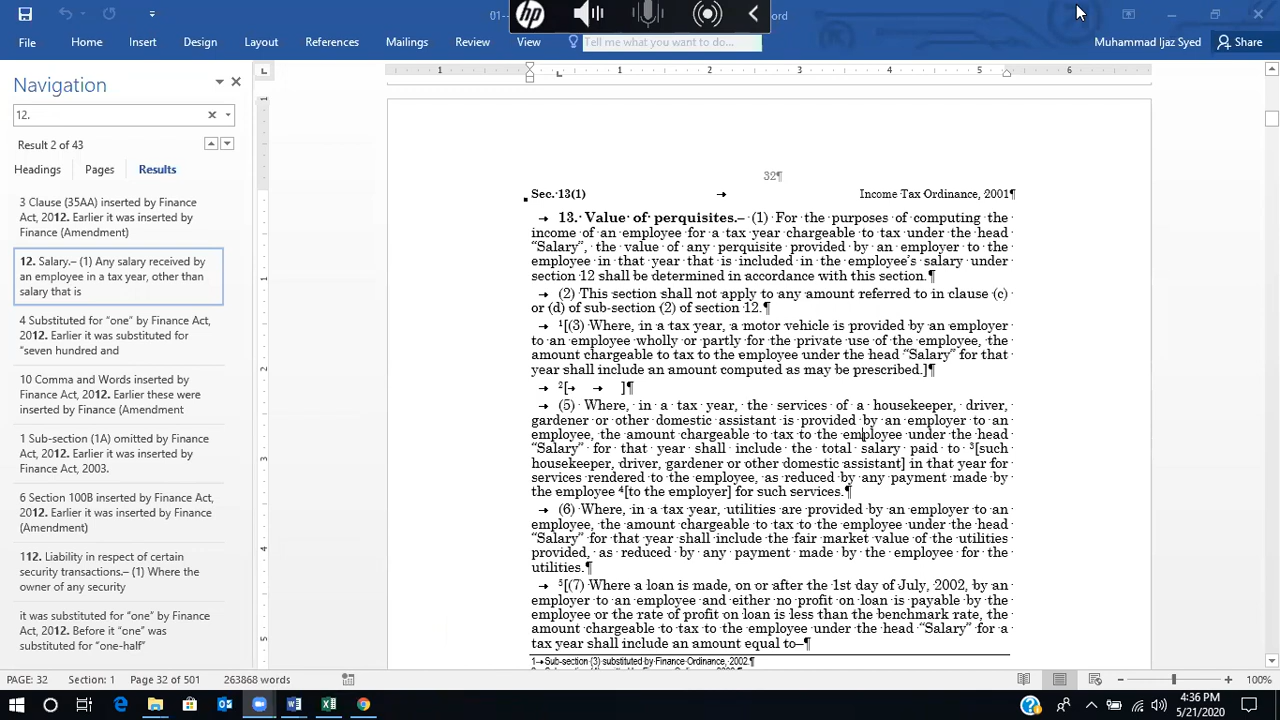 01--
ord
File
Home
Insert
Design
Layout
References
Mailings
Review
View
Tell me what you want to do...
Muhammad Ijaz Syed
Share
Navigation
12.
Result 2 of 43
Headings
Pages
Results
3 Clause (35AA) inserted by Finance
Act, 2012. Earlier it was inserted by
Finance (Amendment)
12. Salary.– (1) Any salary received by
an employee in a tax year, other than
salary that is
4 Substituted for “one” by Finance Act,
2012. Earlier it was substituted for
“seven hundred and
10 Comma and Words inserted by
Finance Act, 2012. Earlier these were
inserted by Finance (Amendment
1 Sub-section (1A) omitted by Finance
Act, 2012. Earlier it was inserted by
Finance Act, 2003.
6 Section 100B inserted by Finance Act,
2012. Earlier it was inserted by Finance
(Amendment)
112. Liability in respect of certain
security transactions.– (1) Where the
owner of any security
it was substituted for “one” by Finance
Act, 2012. Before it “one” was
substituted for “one-half”
1 1 2 3 4 5 6
1 1 2 3 4 5
32¶
Sec. 13(1) → Income Tax Ordinance, 2001¶
→ 13. Value of perquisites.– (1) For the purposes of computing the
income of an employee for a tax year chargeable to tax under the head
“Salary”, the value of any perquisite provided by an employer to the
employee in that year that is included in the employee’s salary under
section 12 shall be determined in accordance with this section.¶
→ (2) This section shall not apply to any amount referred to in clause (c)
or (d) of sub-section (2) of section 12.¶
→ 1[(3) Where, in a tax year, a motor vehicle is provided by an employer
to an employee wholly or partly for the private use of the employee, the
amount chargeable to tax to the employee under the head “Salary” for that
year shall include an amount computed as may be prescribed.]¶
→ 2[→ → ]¶
→ (5) Where, in a tax year, the services of a housekeeper, driver,
gardener or other domestic assistant is provided by an employer to an
employee, the amount chargeable to tax to the employee under the head
“Salary” for that year shall include the total salary paid to 3[such
housekeeper, driver, gardener or other domestic assistant] in that year for
services rendered to the employee, as reduced by any payment made by
the employee 4[to the employer] for such services.¶
→ (6) Where, in a tax year, utilities are provided by an employer to an
employee, the amount chargeable to tax to the employee under the head
“Salary” for that year shall include the fair market value of the utilities
provided, as reduced by any payment made by the employee for the
utilities.¶
→ 5[(7) Where a loan is made, on or after the 1st day of July, 2002, by an
employer to an employee and either no profit on loan is payable by the
employee or the rate of profit on loan is less than the benchmark rate, the
amount chargeable to tax to the employee under the head “Salary” for a
tax year shall include an amount equal to–¶
1→Sub-section (3) substituted by Finance Ordinance, 2002.¶
PAGE: 32
Section: 1
Page 32 of 501
263868 words
100%
4:36 PM
5/21/2020